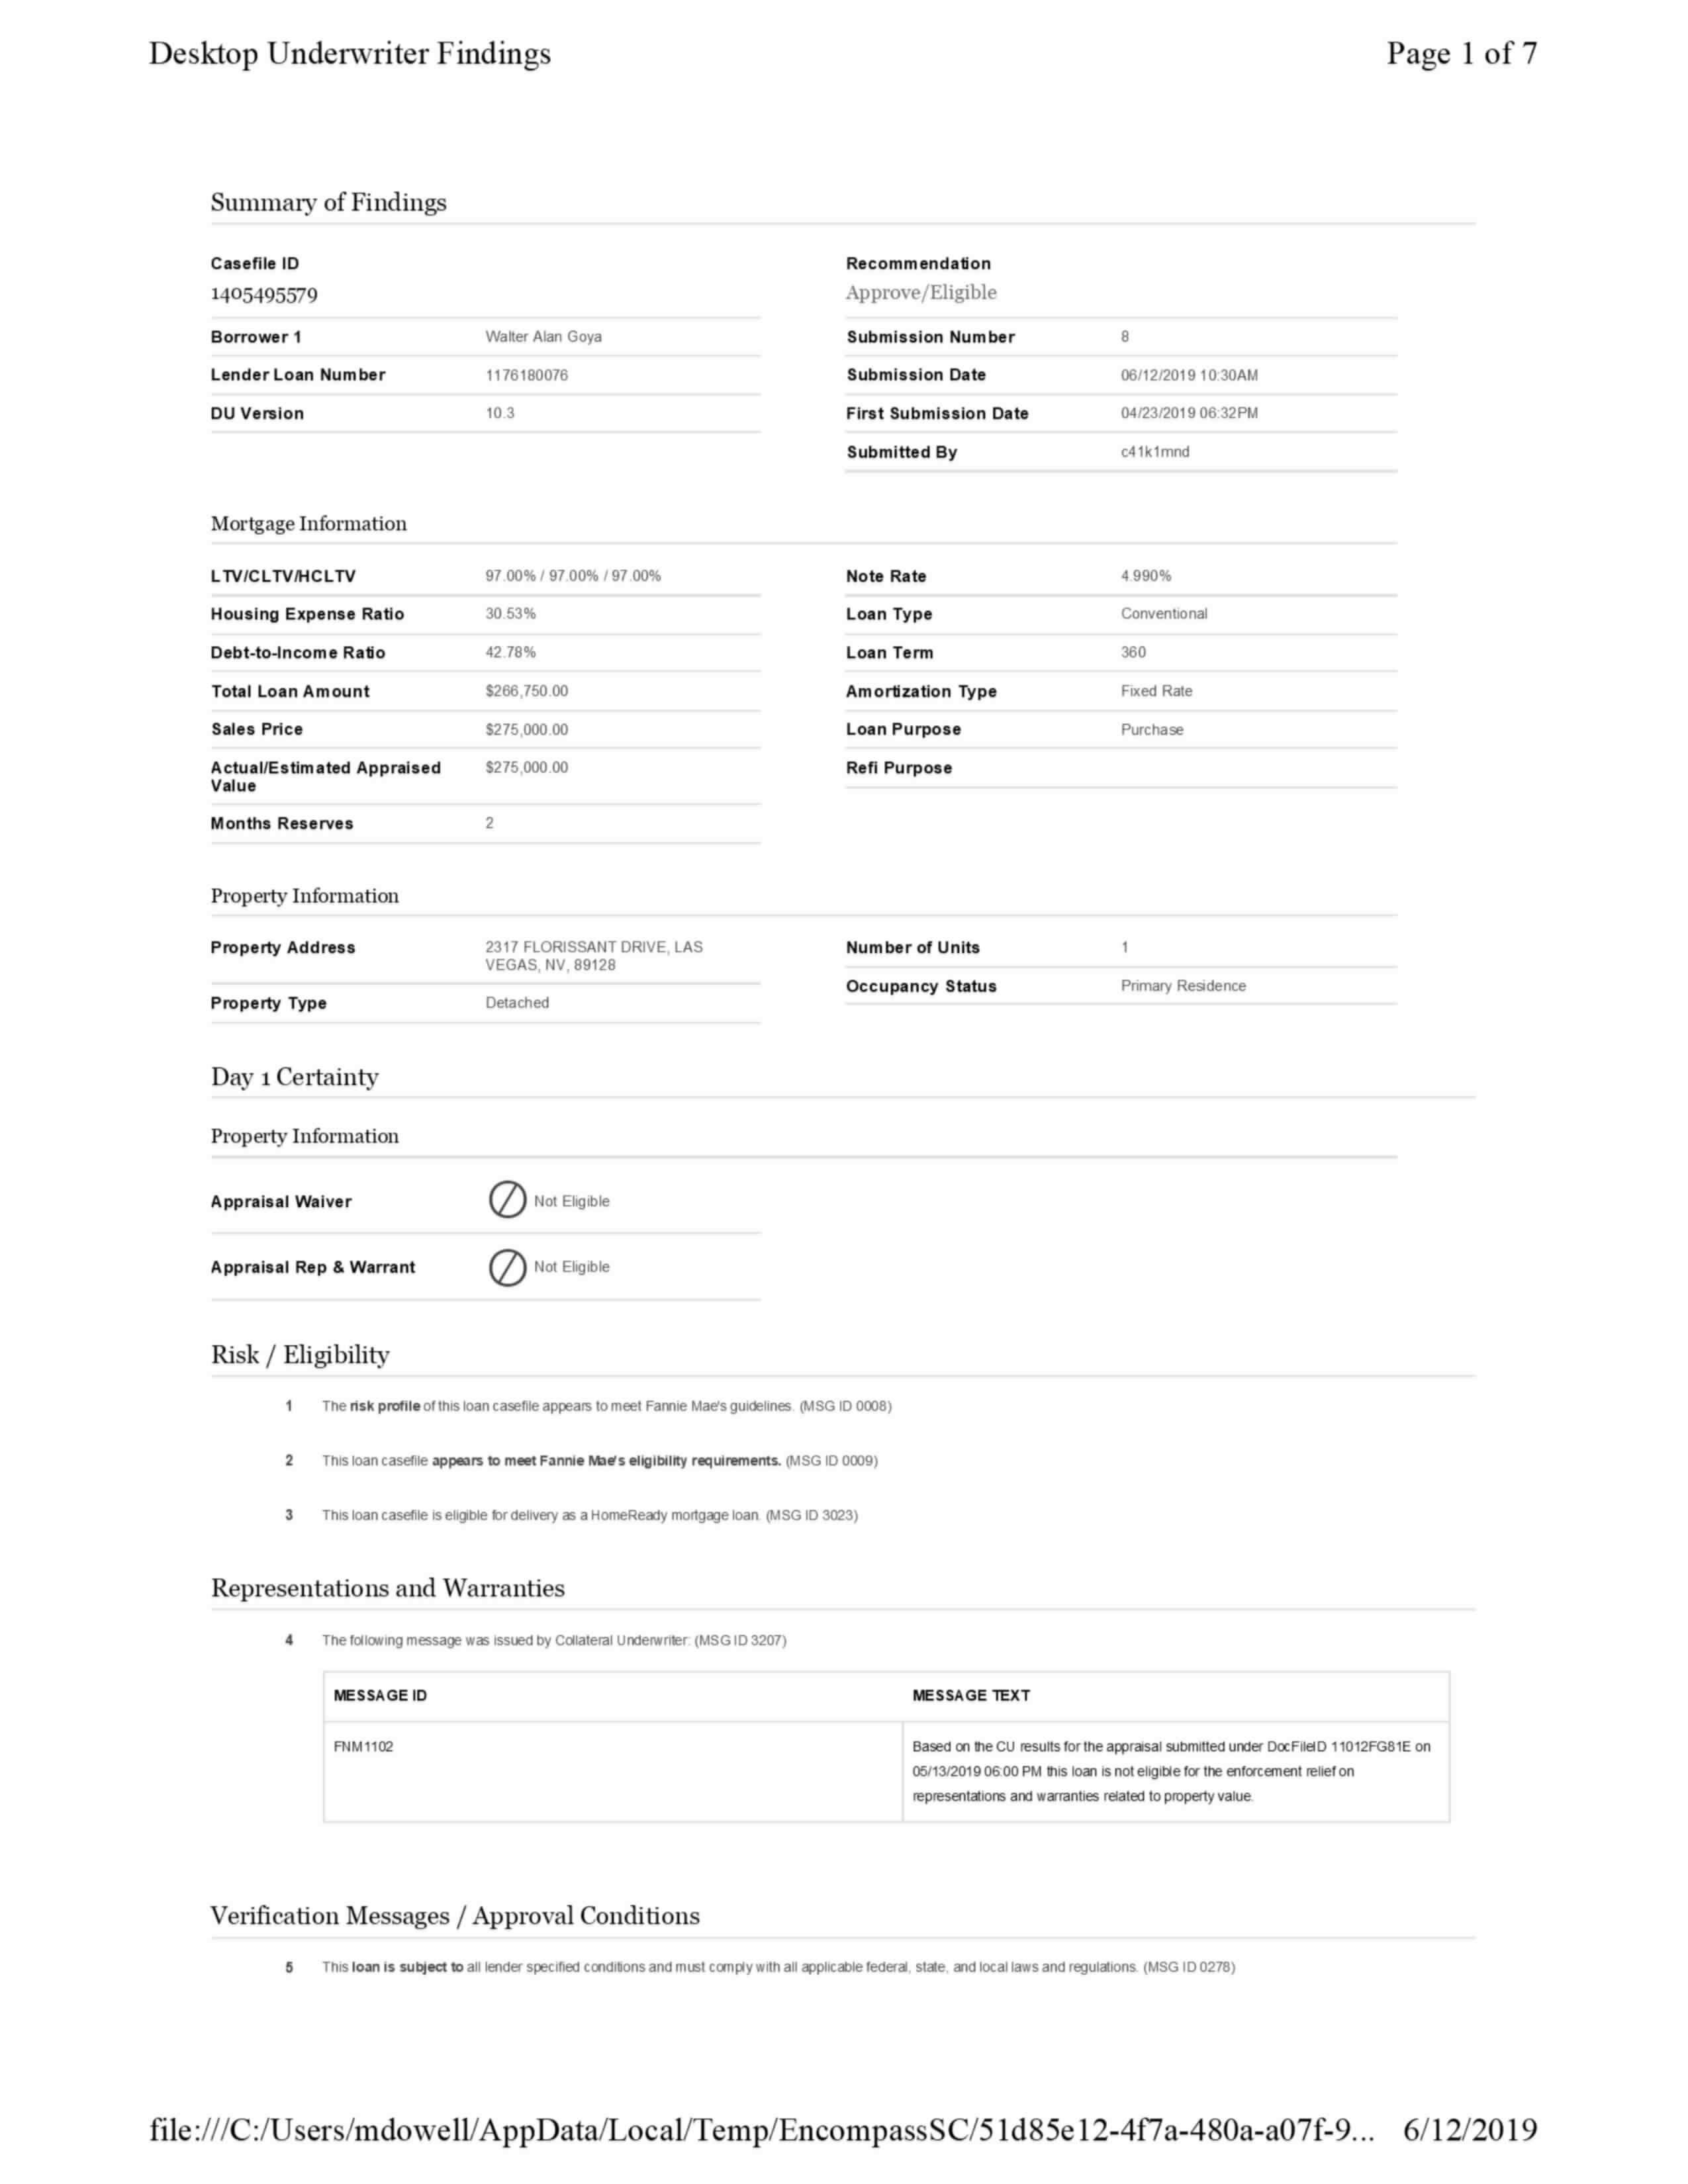 Desktop Underwriter Findings Page 1 of 7
Summary of Findings
Casefile ID Recommendation
1405495579 Approve/Eligible
Borrower 1 Walter Alan Goya Submission Number 8
Lender Loan Number 1176180076 Submission Date 06/12/2019 10:30AM
DU Version 10.3 First Submission Date 04/23/2019 06:32PM
Submitted By c41k1mnd
Mortgage Information
LTV/CLTV/HCLTV 97.00% / 97.00% / 97.00% Note Rate 4.990%
Housing Expense Ratio 30.53% Loan Type Conventional
Debt-to-Income Ratio 42.78% Loan Term 360
Total Loan Amount $266,750.00 Amortization Type Fixed Rate
Sales Price $275,000.00 Loan Purpose Purchase
Actual/Estimated Appraised $275,000.00 Refi Purpose
Value
Months Reserves 2
Property Information
Property Address 2317 FLORISSANT DRIVE, LAS Number of Units 1
VEGAS, NV, 89128
Occupancy Status Primary Residence
Property Type Detached
Day 1 Certainty
Property Information
Appraisal Waiver Not Eligible
Appraisal Rep & Warrant Not Eligible
Risk / Eligibility
1 The risk profile of this loan casefile appears to meet Fannie Mae's guidelines. (MSG ID 0008)
2 This loan casefile appears to meet Fannie Mae's eligibility requirements. (MSG ID 0009)
3 This loan casefile is eligible for delivery as a HomeReady mortgage loan. (MSG ID 3023)
Representations and Warranties
4 The following message was issued by Collateral Underwriter: (MSG ID 3207)
MESSAGE ID MESSAGE TEXT
FNM1102 Based on the CU results for the appraisal submitted under DocFileID 11012FG81E on
05/13/2019 06:00 PM this loan is not eligible for the enforcement relief on
representations and warranties related to property value.
Verification Messages / Approval Conditions
5 This loan is subject to all lender specified conditions and must comply with all applicable federal, state, and local laws and regulations. (MSG ID 0278)
file:///C:/Users/mdowell/AppData/Local/Temp/EncompassSC/51d85e12-4f7a-480a-a07f-9... 6/12/2019